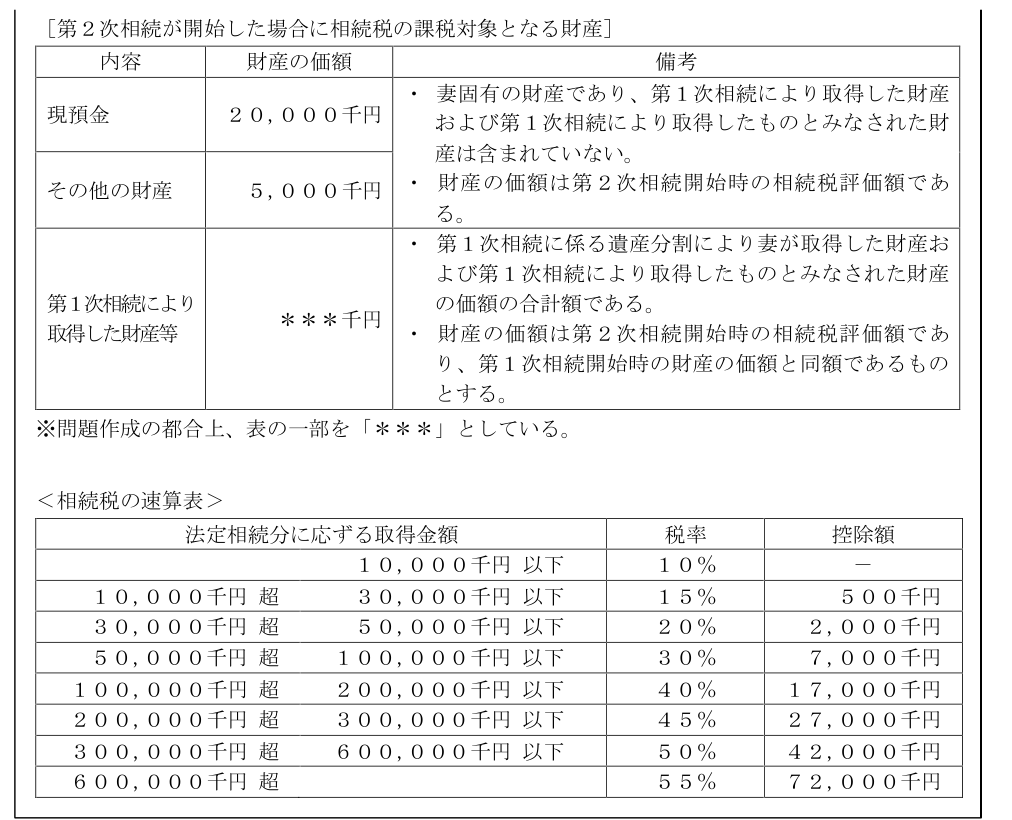 ［第２次相続が開始した場合に相続税の課税対象となる財産］
内容　財産の価額　備考
現預金　２０,０００千円
・ 妻固有の財産であり、第１次相続により取得した財産
および第１次相続により取得したものとみなされた財
産は含まれていない。
その他の財産　５,０００千円
・ 財産の価額は第２次相続開始時の相続税評価額であ
る。
第１次相続により
取得した財産等
＊＊＊千円
・ 第１次相続に係る遺産分割により妻が取得した財産お
よび第１次相続により取得したものとみなされた財産
の価額の合計額である。
・ 財産の価額は第２次相続開始時の相続税評価額であ
り、第１次相続開始時の財産の価額と同額であるもの
とする。
※問題作成の都合上、表の一部を「＊＊＊」としている。
＜相続税の速算表＞
法定相続分に応ずる取得金額　税率　控除額
１０,０００千円 以下　１０％　－
１０,０００千円 超　３０,０００千円 以下　１５％　５００千円
３０,０００千円 超　５０,０００千円 以下　２０％　２,０００千円
５０,０００千円 超　１００,０００千円 以下　３０％　７,０００千円
１００,０００千円 超　２００,０００千円 以下　４０％　１７,０００千円
２００,０００千円 超　３００,０００千円 以下　４５％　２７,０００千円
３００,０００千円 超　６００,０００千円 以下　５０％　４２,０００千円
６００,０００千円 超　５５％　７２,０００千円